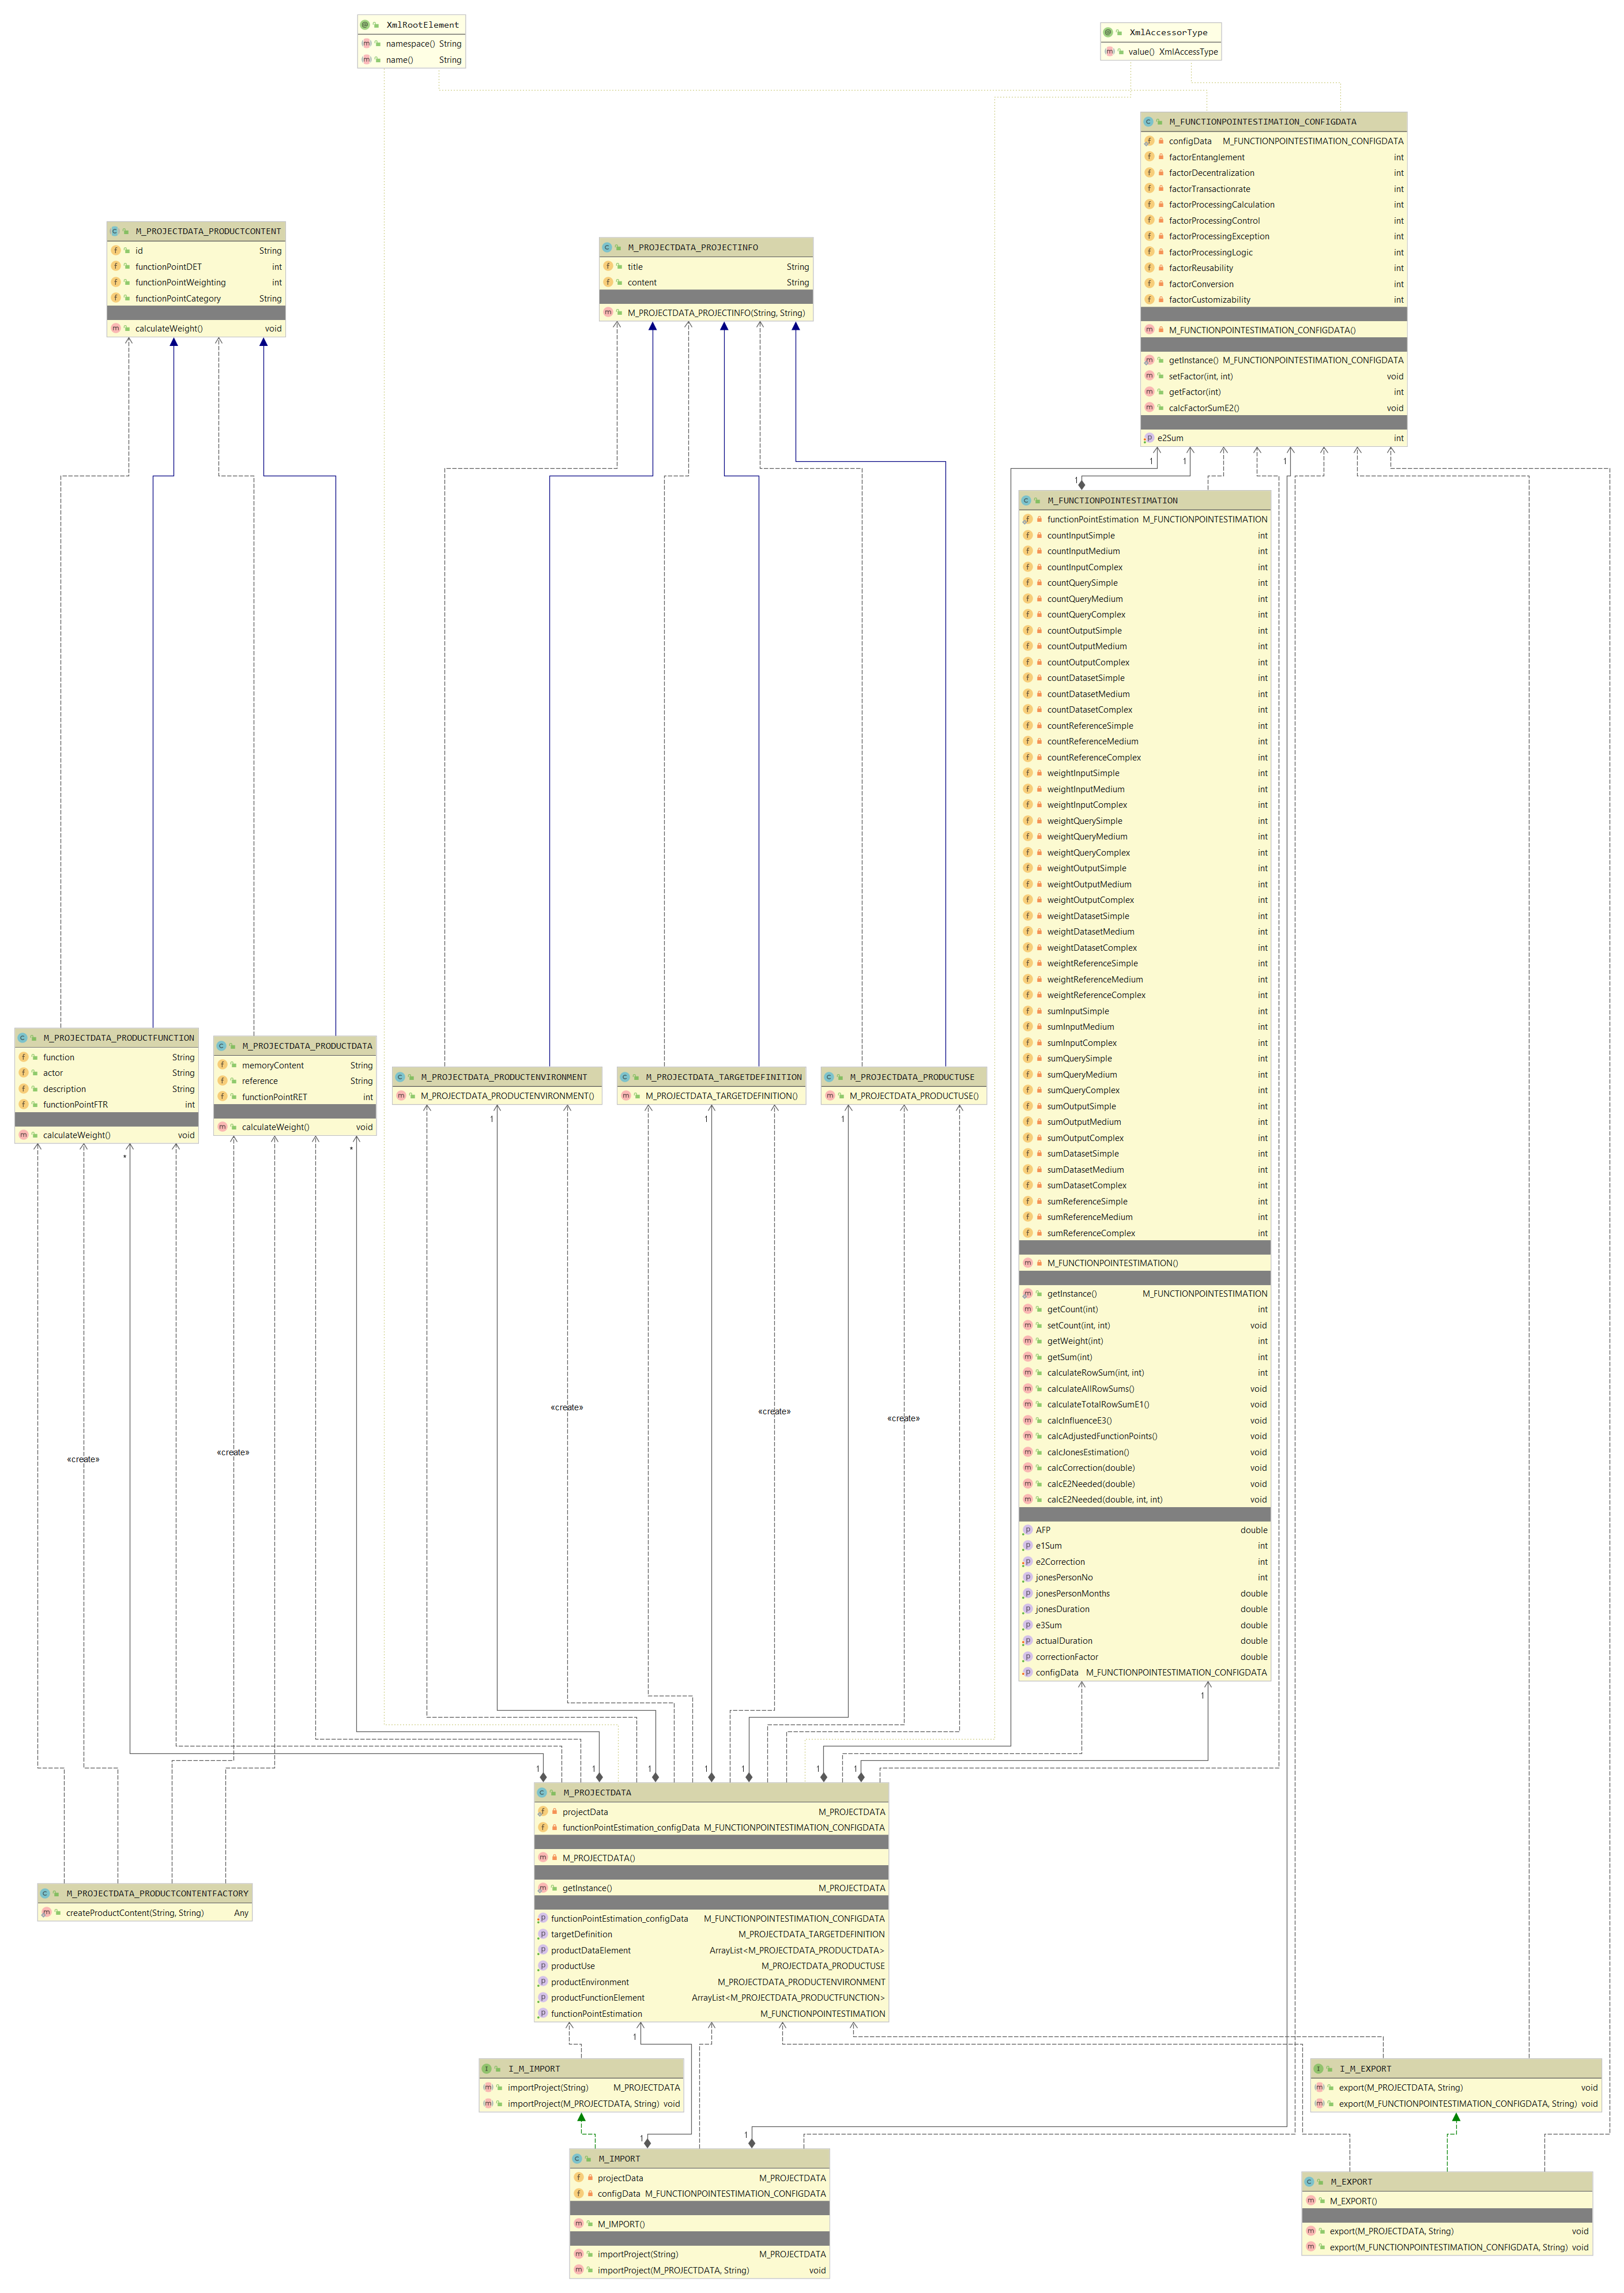 XmlRootElement
namespace() String
name() String
XmlAccessorType
value() XmlAccessType
M_FUNCTIONPOINTESTIMATION_CONFIGDATA
configData M_FUNCTIONPOINTESTIMATION_CONFIGDATA
factorEntanglement int
factorDecentralization int
factorTransactionrate int
factorProcessingCalculation int
factorProcessingControl int
factorProcessingException int
factorProcessingLogic int
factorReusability int
factorConversion int
factorCustomizability int
M_FUNCTIONPOINTESTIMATION_CONFIGDATA()
getInstance() M_FUNCTIONPOINTESTIMATION_CONFIGDATA
setFactor(int, int) void
getFactor(int) int
calcFactorSumE2() void
e2Sum int
M_PROJECTDATA_PRODUCTCONTENT
id String
functionPointDET int
functionPointWeighting int
functionPointCategory String
calculateWeight() void
M_PROJECTDATA_PROJECTINFO
title String
content String
M_PROJECTDATA_PROJECTINFO(String, String)
1 1 1
1
M_FUNCTIONPOINTESTIMATION
functionPointEstimation M_FUNCTIONPOINTESTIMATION
countInputSimple int
countInputMedium int
countInputComplex int
countQuerySimple int
countQueryMedium int
countQueryComplex int
countOutputSimple int
countOutputMedium int
countOutputComplex int
countDatasetSimple int
countDatasetMedium int
countDatasetComplex int
countReferenceSimple int
countReferenceMedium int
countReferenceComplex int
weightInputSimple int
weightInputMedium int
weightInputComplex int
weightQuerySimple int
weightQueryMedium int
weightQueryComplex int
weightOutputSimple int
weightOutputMedium int
weightOutputComplex int
weightDatasetSimple int
weightDatasetMedium int
weightDatasetComplex int
weightReferenceSimple int
weightReferenceMedium int
weightReferenceComplex int
sumInputSimple int
sumInputMedium int
sumInputComplex int
sumQuerySimple int
sumQueryMedium int
sumQueryComplex int
sumOutputSimple int
sumOutputMedium int
sumOutputComplex int
sumDatasetSimple int
sumDatasetMedium int
sumDatasetComplex int
sumReferenceSimple int
sumReferenceMedium int
sumReferenceComplex int
M_FUNCTIONPOINTESTIMATION()
getInstance() M_FUNCTIONPOINTESTIMATION
getCount(int) int
setCount(int, int) void
getWeight(int) int
getSum(int) int
calculateRowSum(int, int) int
calculateAllRowSums() void
calculateTotalRowSumE1() void
calcInfluenceE3() void
calcAdjustedFunctionPoints() void
calcJonesEstimation() void
calcCorrection(double) void
calcE2Needed(double) void
calcE2Needed(double, int, int) void
AFP double
e1Sum int
e2Correction int
jonesPersonNo int
jonesPersonMonths double
jonesDuration double
e3Sum double
actualDuration double
correctionFactor double
configData M_FUNCTIONPOINTESTIMATION_CONFIGDATA
1
M_PROJECTDATA_PRODUCTFUNCTION
function String
actor String
description String
functionPointFTR int
calculateWeight() void
*
M_PROJECTDATA_PRODUCTDATA
memoryContent String
reference String
functionPointRET int
calculateWeight() void
*
M_PROJECTDATA_PRODUCTENVIRONMENT
M_PROJECTDATA_PRODUCTENVIRONMENT()
1
M_PROJECTDATA_TARGETDEFINITION
M_PROJECTDATA_TARGETDEFINITION()
1
M_PROJECTDATA_PRODUCTUSE
M_PROJECTDATA_PRODUCTUSE()
1
«create»
«create»
«create»
«create»
«create»
1 1 1 1 1 1 1
M_PROJECTDATA
projectData M_PROJECTDATA
functionPointEstimation_configData M_FUNCTIONPOINTESTIMATION_CONFIGDATA
M_PROJECTDATA()
getInstance() M_PROJECTDATA
functionPointEstimation_configData M_FUNCTIONPOINTESTIMATION_CONFIGDATA
targetDefinition M_PROJECTDATA_TARGETDEFINITION
productDataElement ArrayList<M_PROJECTDATA_PRODUCTDATA>
productUse M_PROJECTDATA_PRODUCTUSE
productEnvironment M_PROJECTDATA_PRODUCTENVIRONMENT
productFunctionElement ArrayList<M_PROJECTDATA_PRODUCTFUNCTION>
functionPointEstimation M_FUNCTIONPOINTESTIMATION
1
M_PROJECTDATA_PRODUCTCONTENTFACTORY
createProductContent(String, String) Any
I_M_IMPORT
importProject(String) M_PROJECTDATA
importProject(M_PROJECTDATA, String) void
I_M_EXPORT
export(M_PROJECTDATA, String) void
export(M_FUNCTIONPOINTESTIMATION_CONFIGDATA, String) void
1 1
M_IMPORT
projectData M_PROJECTDATA
configData M_FUNCTIONPOINTESTIMATION_CONFIGDATA
M_IMPORT()
importProject(String) M_PROJECTDATA
importProject(M_PROJECTDATA, String) void
M_EXPORT
M_EXPORT()
export(M_PROJECTDATA, String) void
export(M_FUNCTIONPOINTESTIMATION_CONFIGDATA, String) void